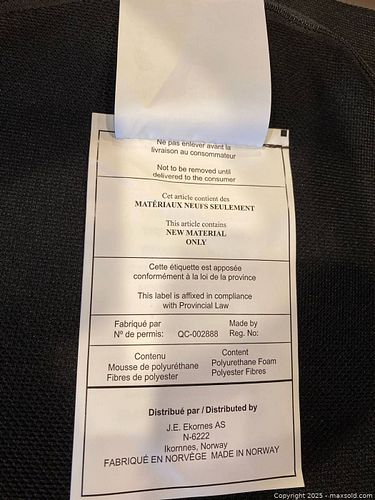 Ne pas enlever avant la
livraison au consommateur
Not to be removed until
delivered to the consumer
Cet article contient des
MATÉRIAUX NEUFS SEULEMENT
This article contains
NEW MATERIAL
ONLY
Cette étiquette est apposée
conformément à la loi de la province
This label is affixed in compliance
with Provincial Law
Fabriqué par Made by
Nº de permis: QC-002888 Reg. No:
Contenu Content
Mousse de polyuréthane Polyurethane Foam
Fibres de polyester Polyester Fibres
Distribué par / Distributed by
J.E. Ekornes AS
N-6222
Ikornnes, Norway
FABRIQUÉ EN NORVÈGE MADE IN NORWAY
Copyright 2025 - maxsold.com